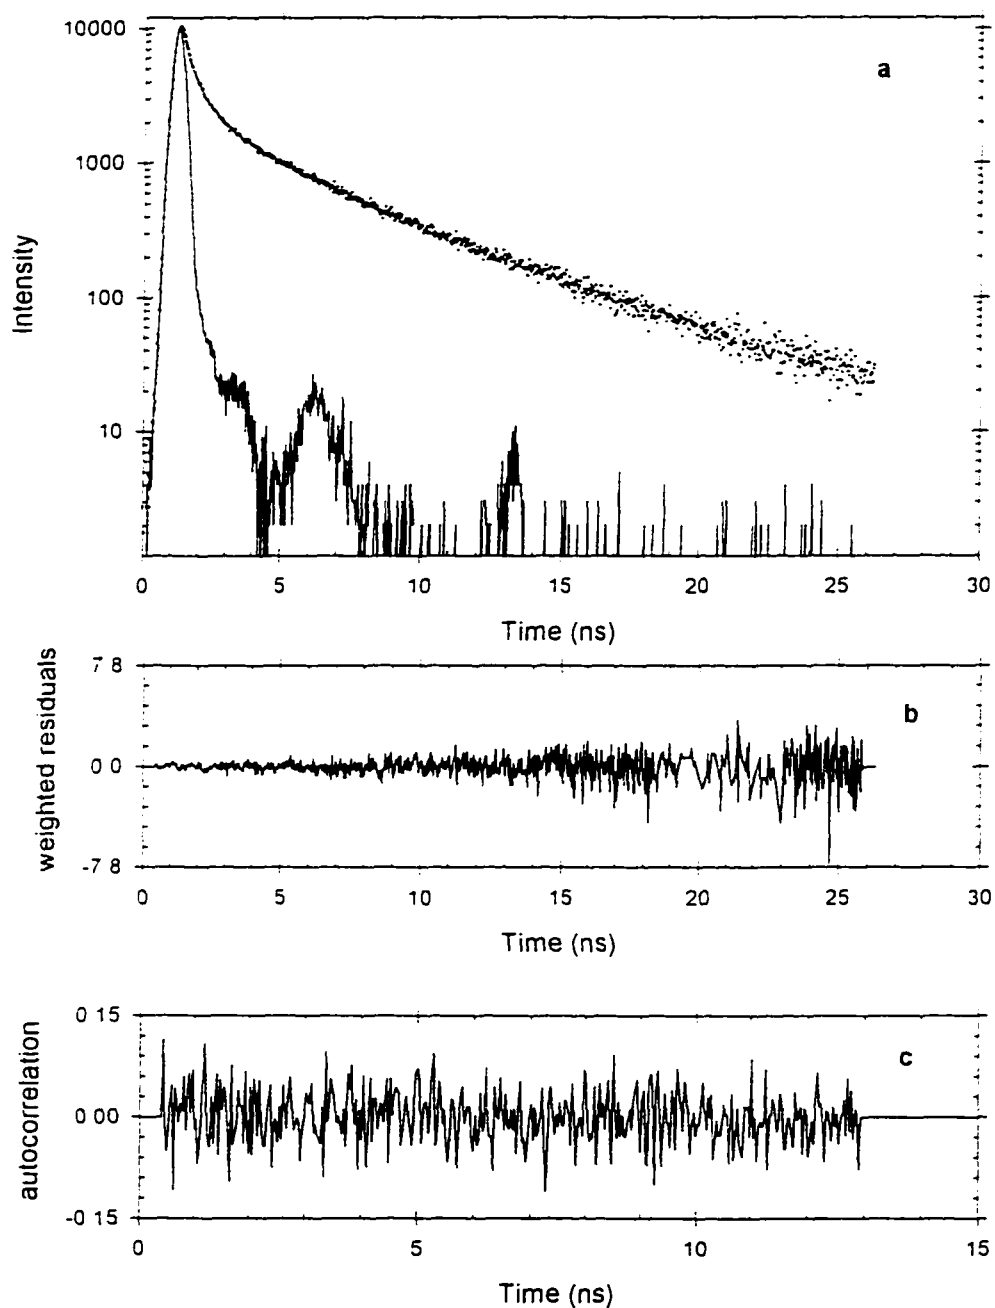 10000
a
1000
Intensity
100
10
0 5 10 15 20 25 30
Time (ns)
7 8
b
weighted residuals
0 0
-7 8
0 5 10 15 20 25 30
Time (ns)
0 15
c
autocorrelation
0 00
-0 15
0 5 10 15
Time (ns)